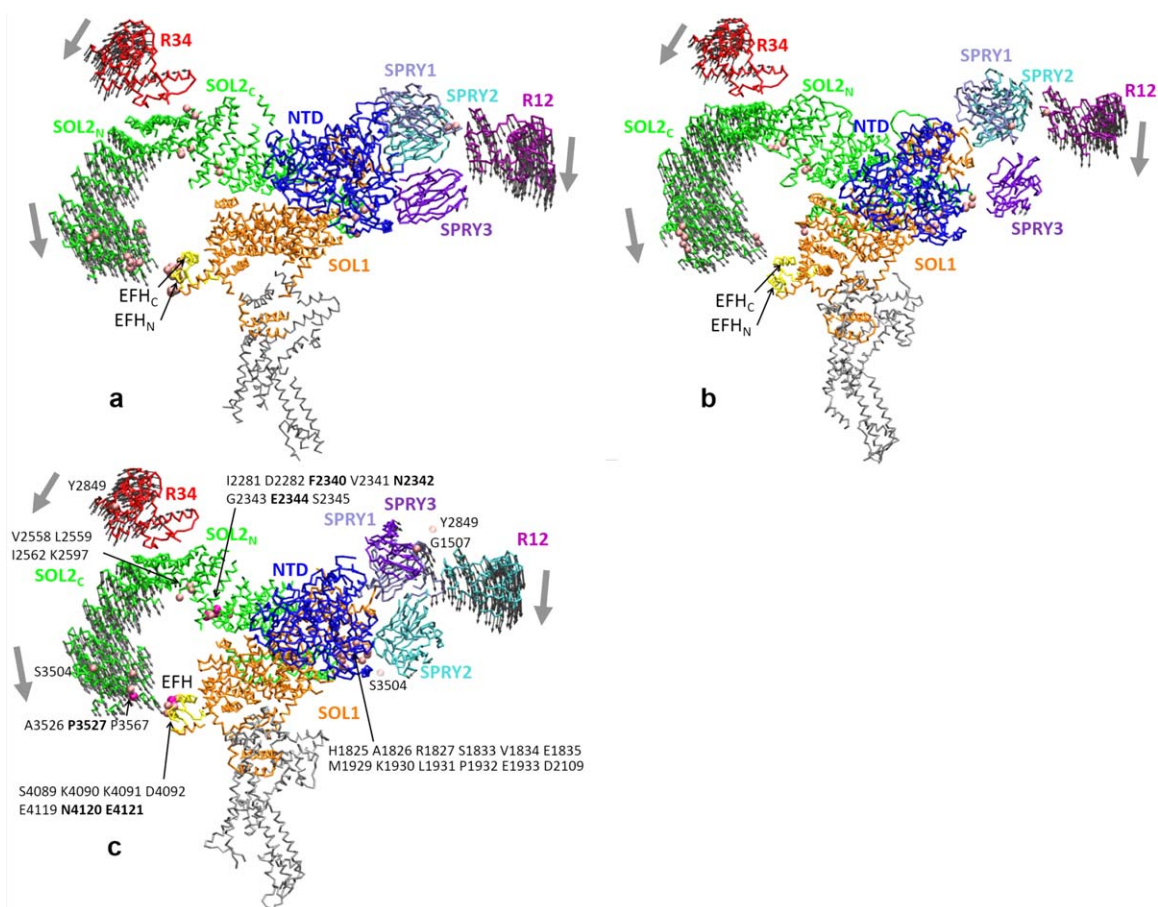 R34
SOL2C
SOL2N
NTD
SPRY1
SPRY2
R12
SPRY3
SOL1
EFHC
EFHN
a
R34
SOL2N
SOL2C
NTD
SPRY1
SPRY2
R12
SPRY3
SOL1
EFHC
EFHN
b
Y2849
R34
I2281 D2282 F2340 V2341 N2342
G2343 E2344 S2345
V2558 L2559
I2562 K2597
SOL2N
SOL2C
NTD
SPRY1
SPRY3
Y2849
G1507
R12
SPRY2
S3504
EFH
S3504
SOL1
A3526 P3527 P3567
H1825 A1826 R1827 S1833 V1834 E1835
M1929 K1930 L1931 P1932 E1933 D2109
S4089 K4090 K4091 D4092
E4119 N4120 E4121
c